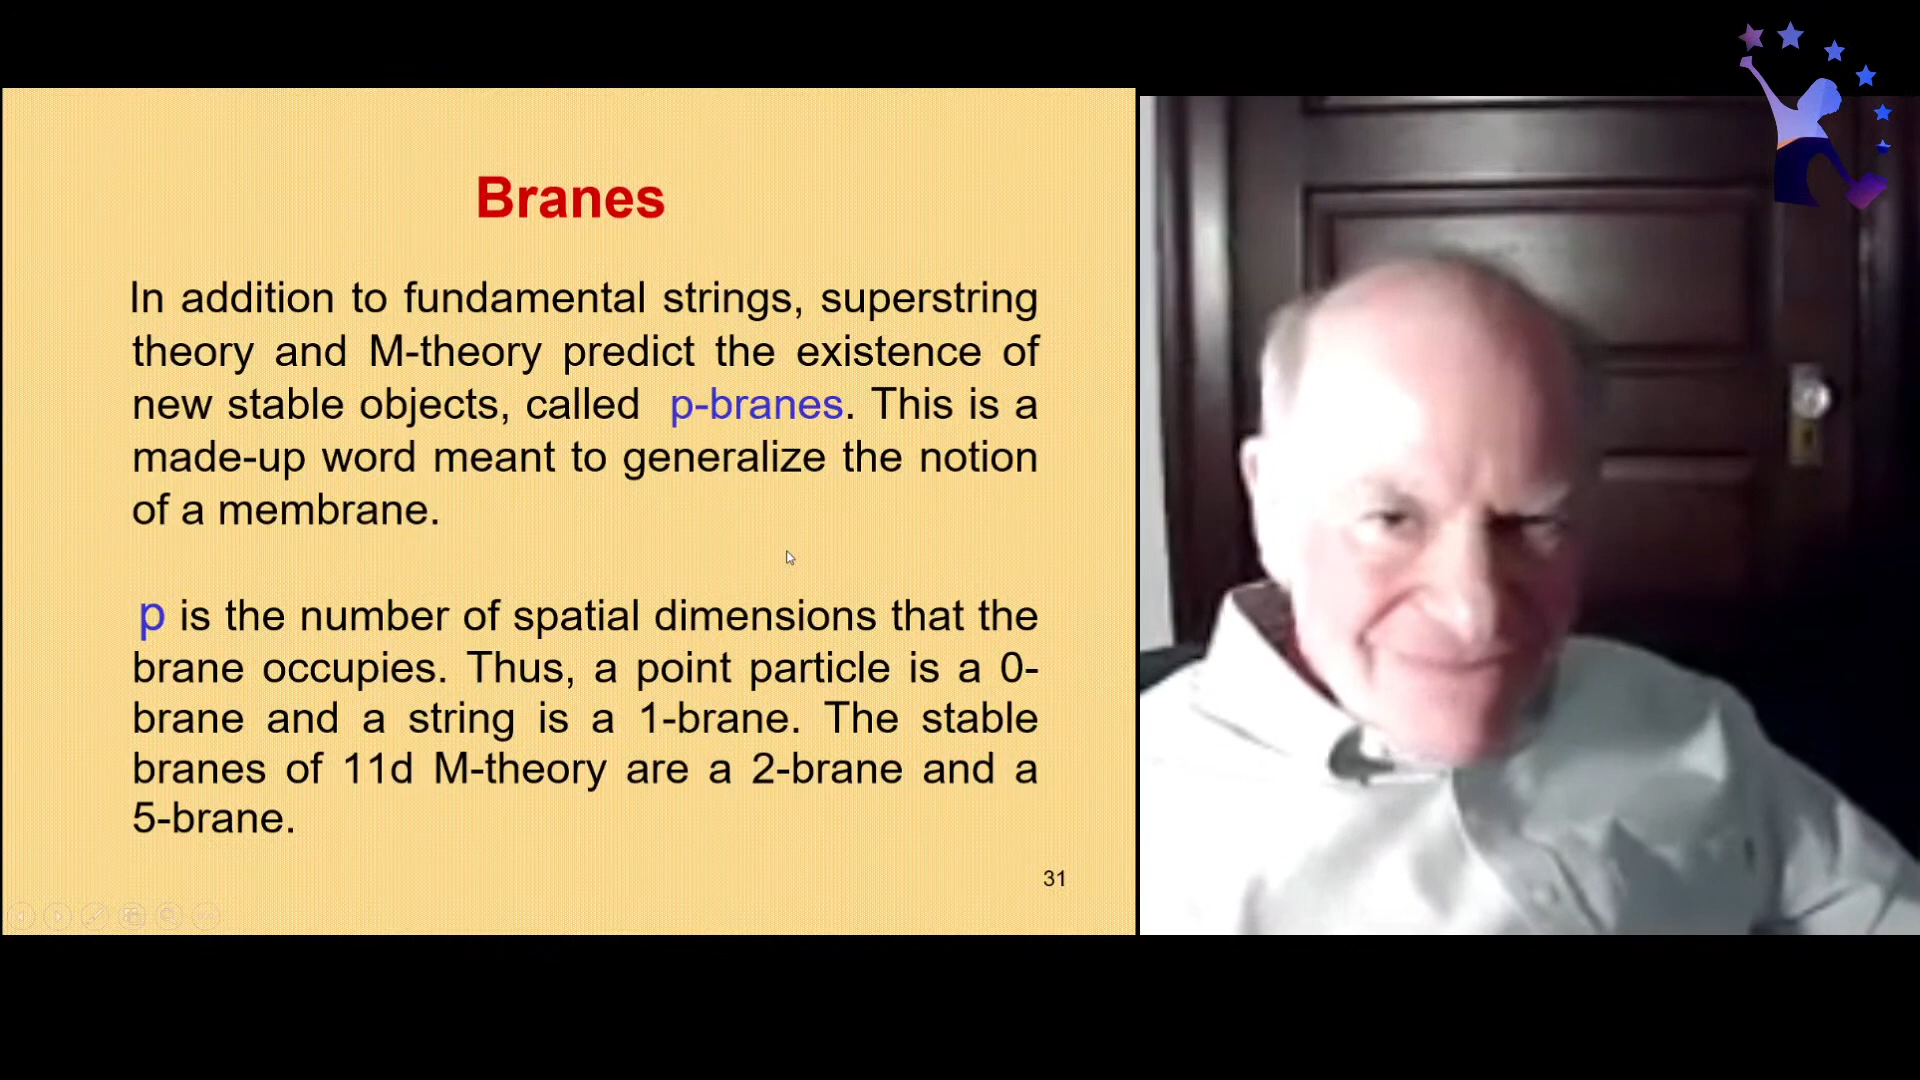 Branes
In addition to fundamental strings, superstring
theory and M-theory predict the existence of
new stable objects, called p-branes. This is a
made-up word meant to generalize the notion
of a membrane.
p is the number of spatial dimensions that the
brane occupies. Thus, a point particle is a 0-
brane and a string is a 1-brane. The stable
branes of 11d M-theory are a 2-brane and a
5-brane.
31